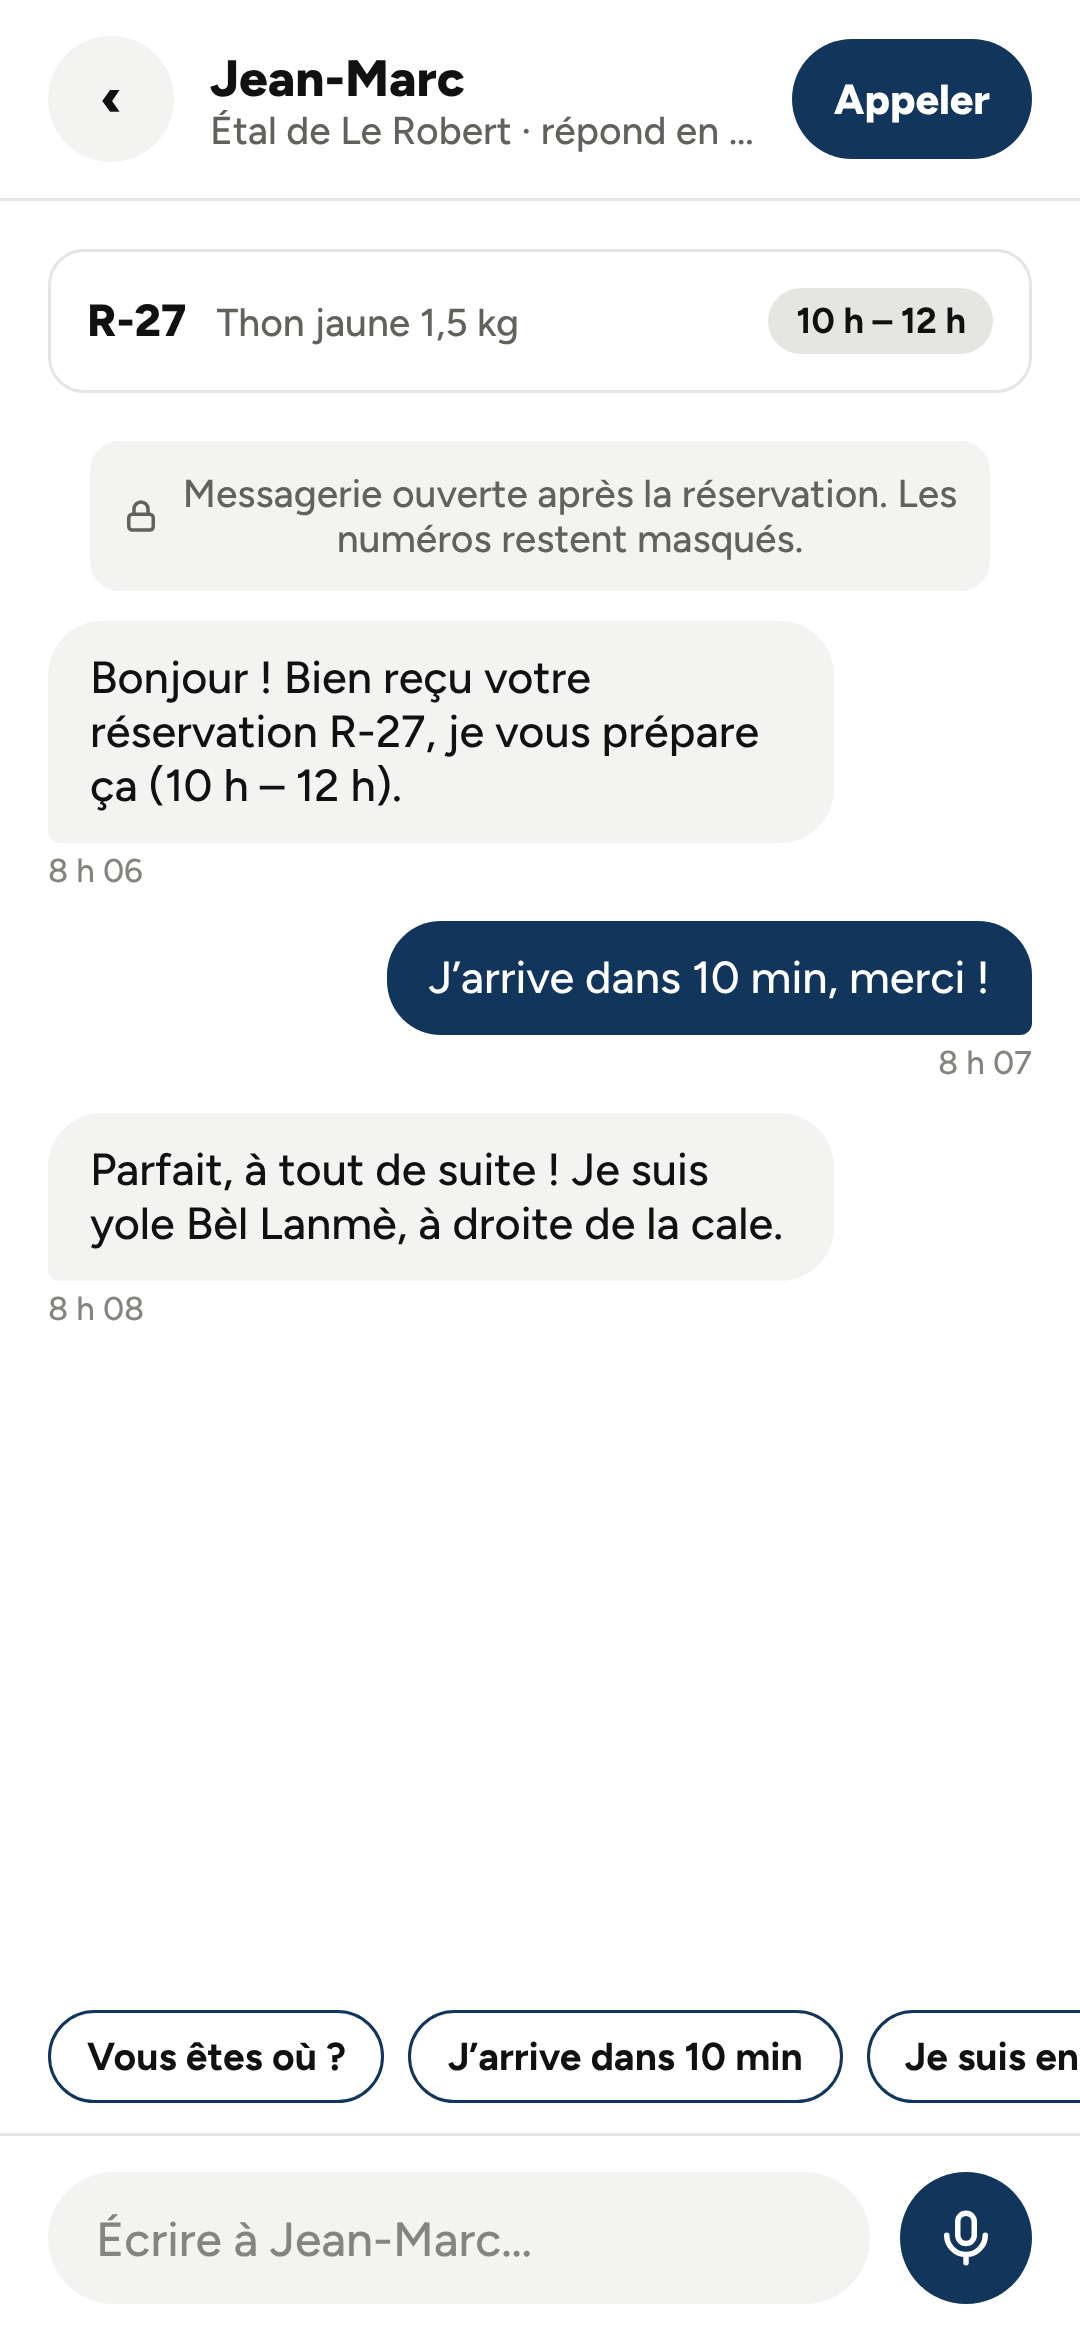 ‹
Jean-Marc
Étal de Le Robert · répond en ...
Appeler
R-27 Thon jaune 1,5 kg 10 h – 12 h
Messagerie ouverte après la réservation. Les
numéros restent masqués.
Bonjour ! Bien reçu votre
réservation R-27, je vous prépare
ça (10 h – 12 h).
8 h 06
J’arrive dans 10 min, merci !
8 h 07
Parfait, à tout de suite ! Je suis
yole Bèl Lanmè, à droite de la cale.
8 h 08
Vous êtes où ?
J’arrive dans 10 min
Je suis en
Écrire à Jean-Marc...